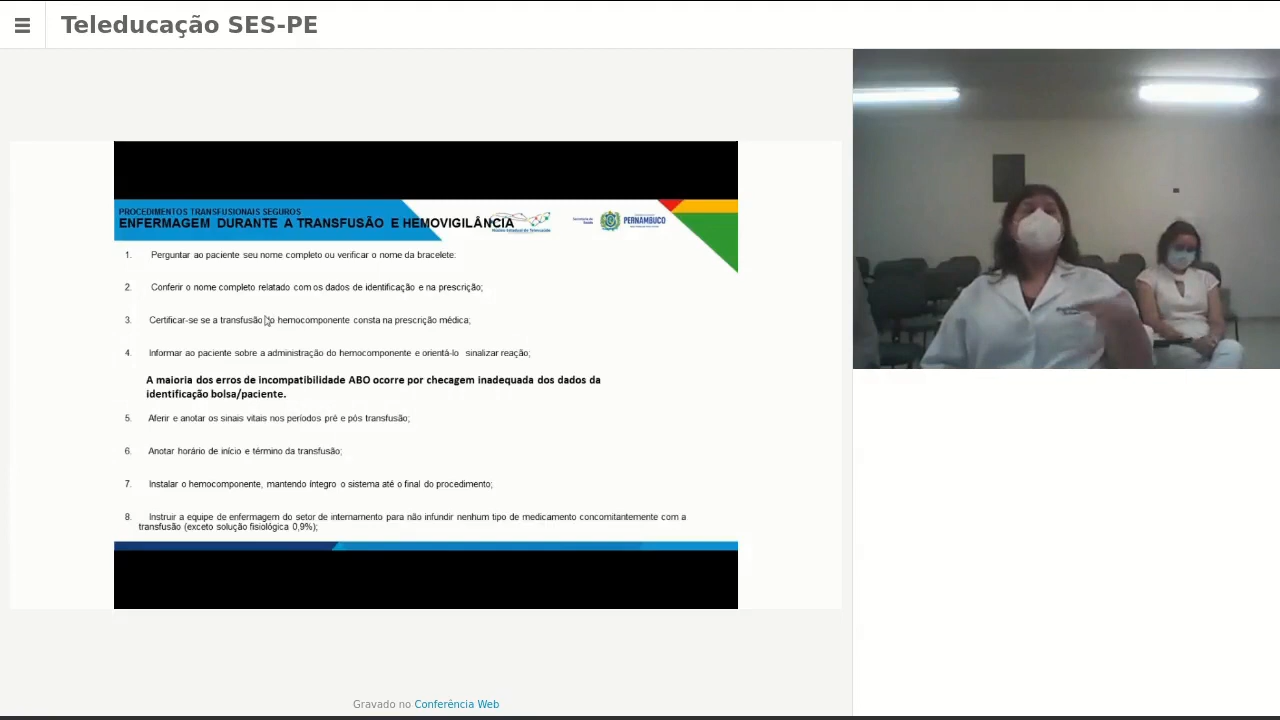 Teleducação SES-PE
PROCEDIMENTOS TRANSFUSIONAIS SEGUROS
ENFERMAGEM DURANTE A TRANSFUSÃO E HEMOVIGILÂNCIA
Secretaria de
Saúde
PERNAMBUCO
1. Perguntar ao paciente seu nome completo ou verificar o nome da bracelete:
2. Conferir o nome completo relatado com os dados de identificação e na prescrição;
3. Certificar-se se a transfusão do hemocomponente consta na prescrição médica;
4. Informar ao paciente sobre a administração do hemocomponente e orientá-lo sinalizar reação;
A maioria dos erros de incompatibilidade ABO ocorre por checagem inadequada dos dados da
identificação bolsa/paciente.
5. Aferir e anotar os sinais vitais nos períodos pré e pós transfusão;
6. Anotar horário de início e término da transfusão;
7. Instalar o hemocomponente, mantendo íntegro o sistema até o final do procedimento;
8. Instruir a equipe de enfermagem do setor de internamento para não infundir nenhum tipo de medicamento concomitantemente com a
transfusão (exceto solução fisiológica 0,9%);
Gravado no Conferência Web